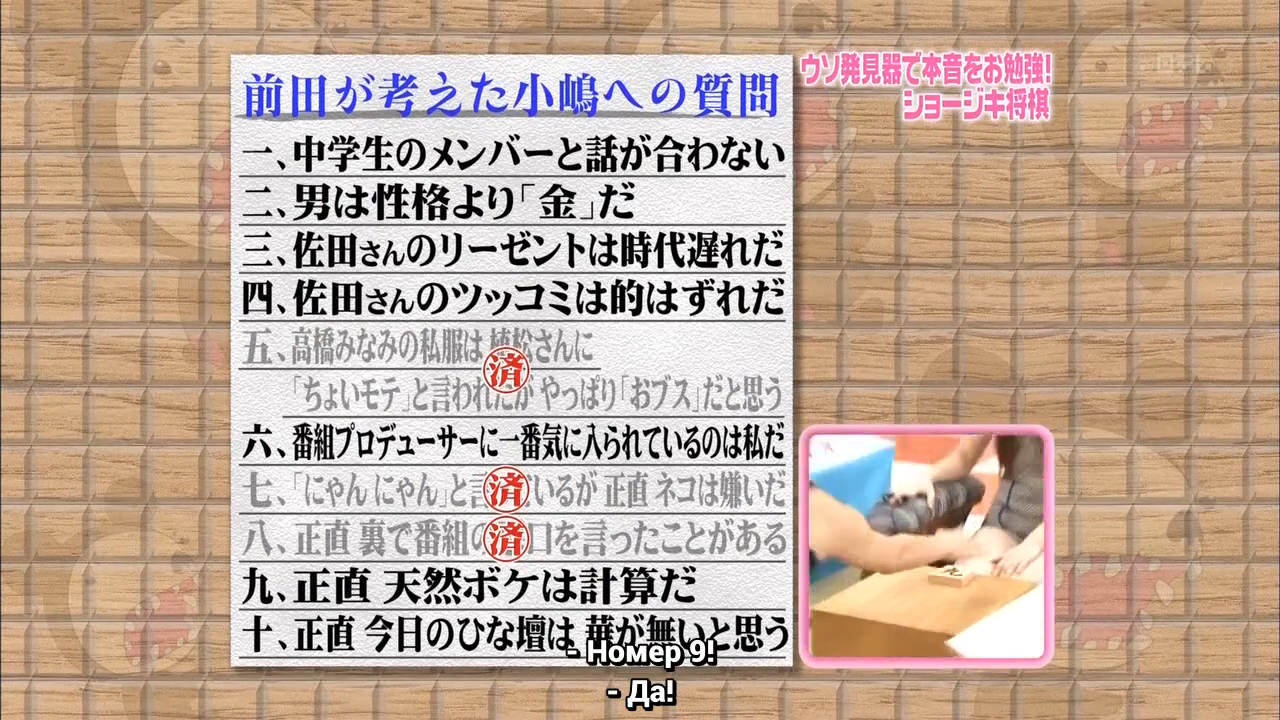 前田が考えた小嶋への質問
一、中学生のメンバーと話が合わない
二、男は性格より「金」だ
三、佐田さんのリーゼントは時代遅れだ
四、佐田さんのツッコミは的はずれだ
五、高橋みなみの私服は 植松さんに
「ちょいモテ」と言われたが やっぱり「おブス」だと思う
済
六、番組プロデューサーに一番気に入られているのは私だ
七、「にゃん にゃん」と言 いるが 正直 ネコは嫌いだ
済
八、正直 裏で番組の 口を言ったことがある
済
九、正直 天然ボケは計算だ
十、正直 今日のひな壇は 華が無いと思う
ウソ発見器で本音をお勉強!
ショージキ将棋
- Номер 9!
- Да!